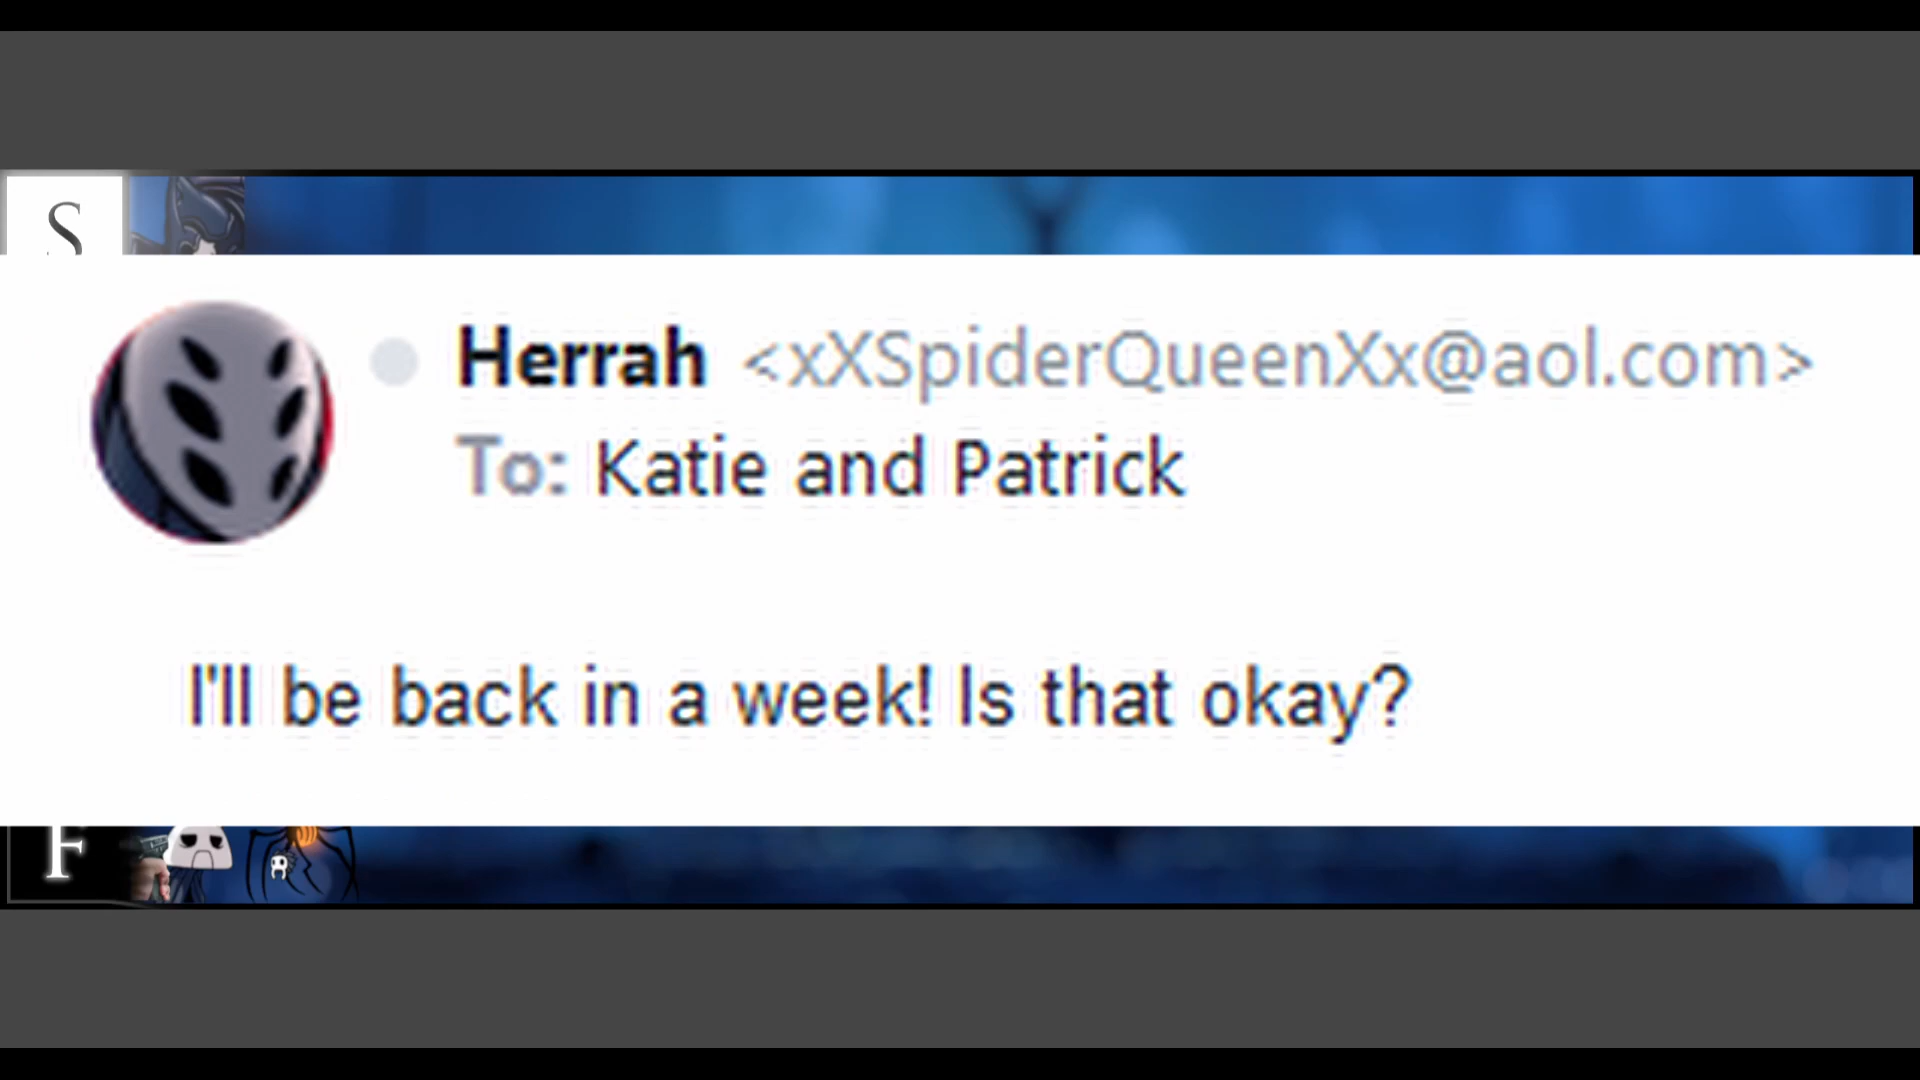 S
Herrah <xXSpiderQueenXx@aol.com>
To: Katie and Patrick
I'll be back in a week! Is that okay?
F